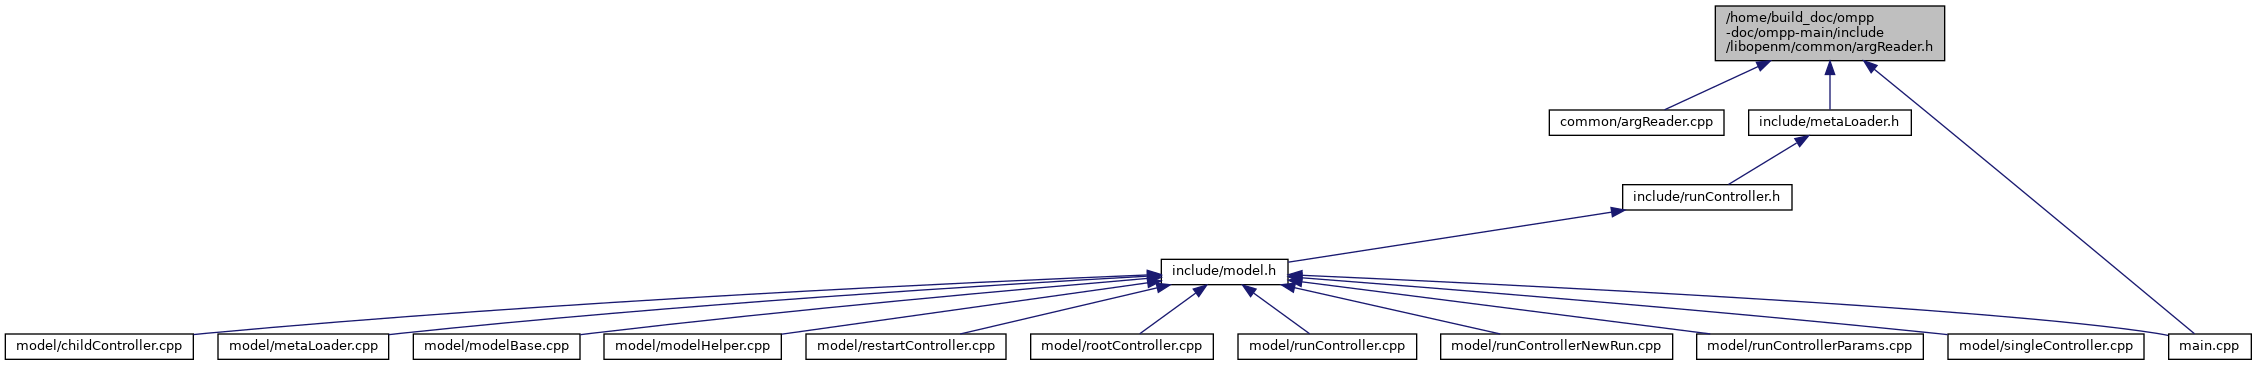 /home/build_doc/ompp
-doc/ompp-main/include
/libopenm/common/argReader.h
common/argReader.cpp
include/metaLoader.h
include/runController.h
include/model.h
model/childController.cpp
model/metaLoader.cpp
model/modelBase.cpp
model/modelHelper.cpp
model/restartController.cpp
model/rootController.cpp
model/runController.cpp
model/runControllerNewRun.cpp
model/runControllerParams.cpp
model/singleController.cpp
main.cpp